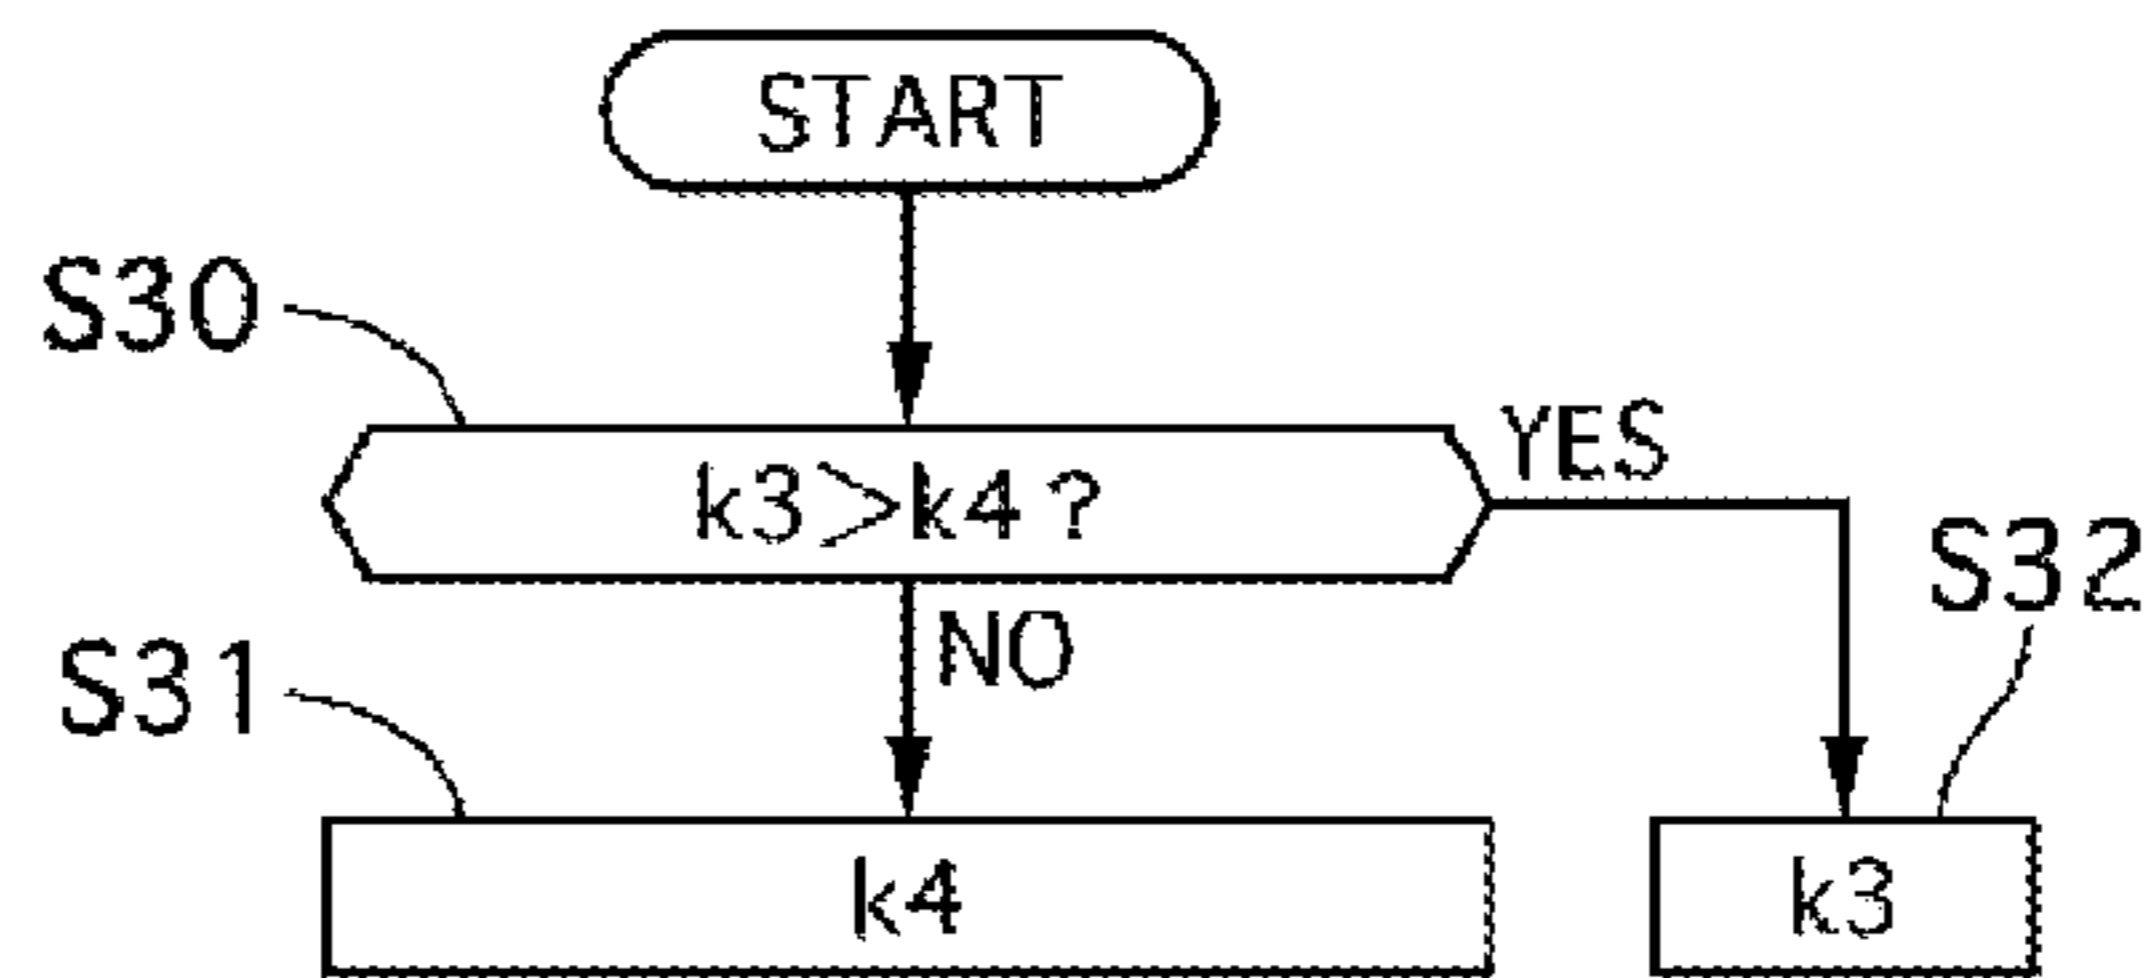 START
S30
k3>k4?
YES
S32
NO
S31
k4
k3